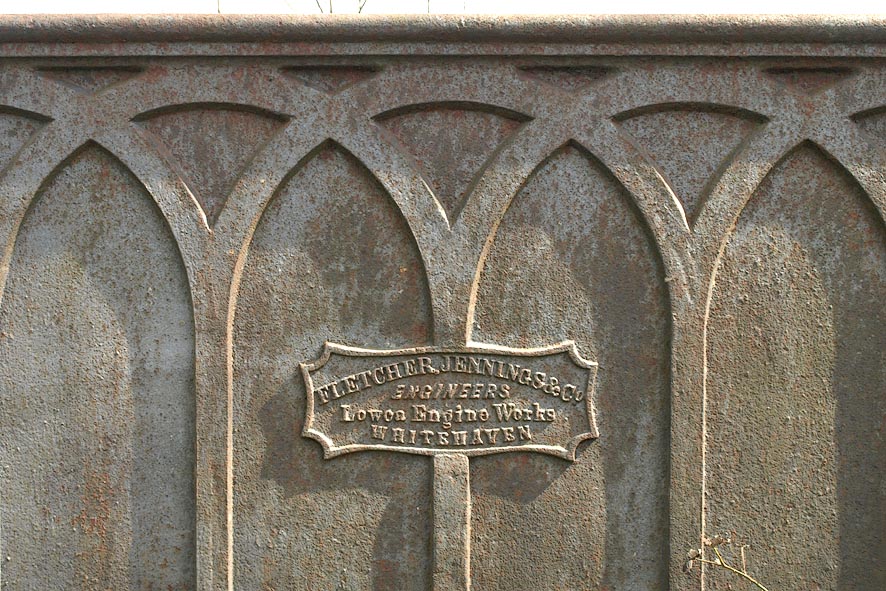 FLETCHER, JENNINGS & Co
ENGINEERS
Lowca Engine Works
WHITEHAVEN